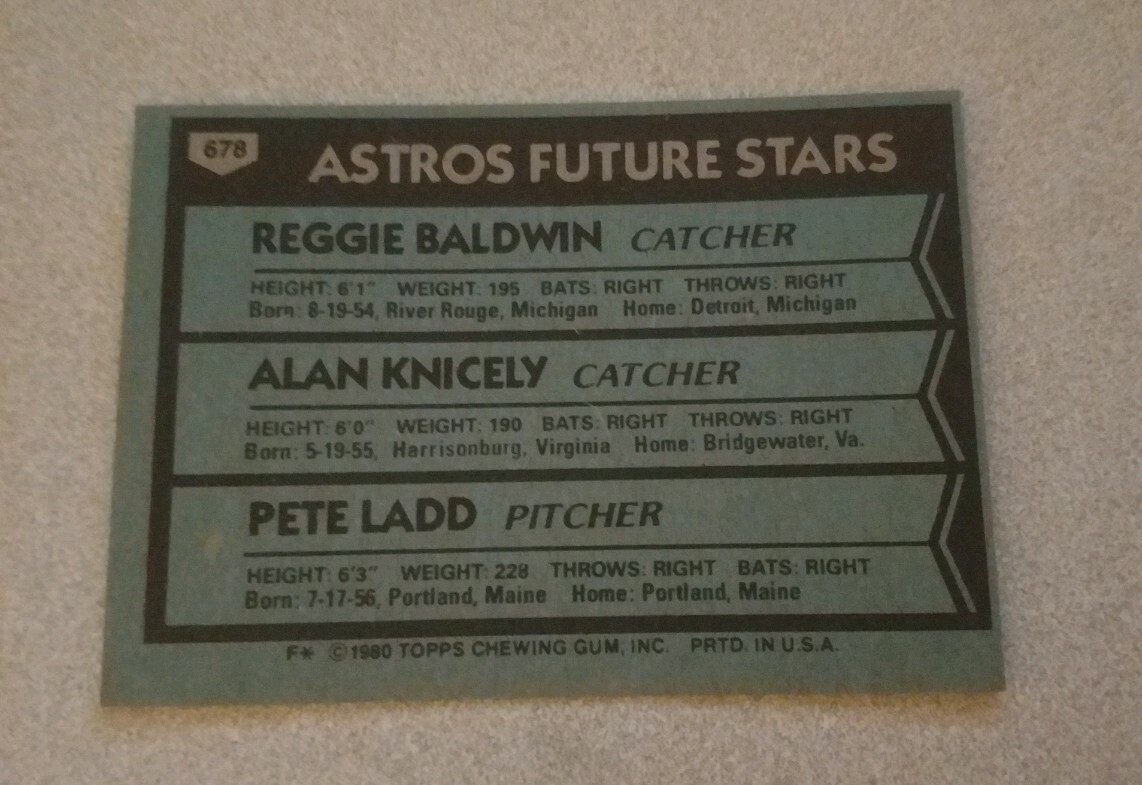 678
ASTROS FUTURE STARS
REGGIE BALDWIN CATCHER
HEIGHT: 6'1" WEIGHT: 195 BATS: RIGHT THROWS: RIGHT
Born: 8-19-54, River Rouge, Michigan Home: Detroit, Michigan
ALAN KNICELY CATCHER
HEIGHT: 6'0" WEIGHT: 190 BATS: RIGHT THROWS: RIGHT
Born: 5-19-55, Harrisonburg, Virginia Home: Bridgewater, Va.
PETE LADD PITCHER
HEIGHT: 6'3" WEIGHT: 228 THROWS: RIGHT BATS: RIGHT
Born: 7-17-56, Portland, Maine Home: Portland, Maine
F* ©1980 TOPPS CHEWING GUM, INC. PRTD. IN U.S.A.